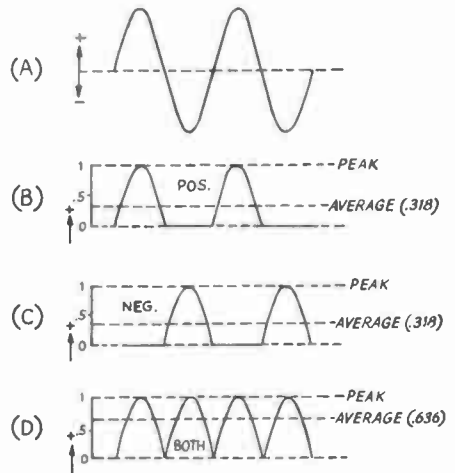 (A)
+
−
(B)
1
.5
0
+
POS.
PEAK
AVERAGE (.318)
(C)
1
.5
0
+
NEG.
PEAK
AVERAGE (.318)
(D)
1
.5
0
+
BOTH
PEAK
AVERAGE (.636)